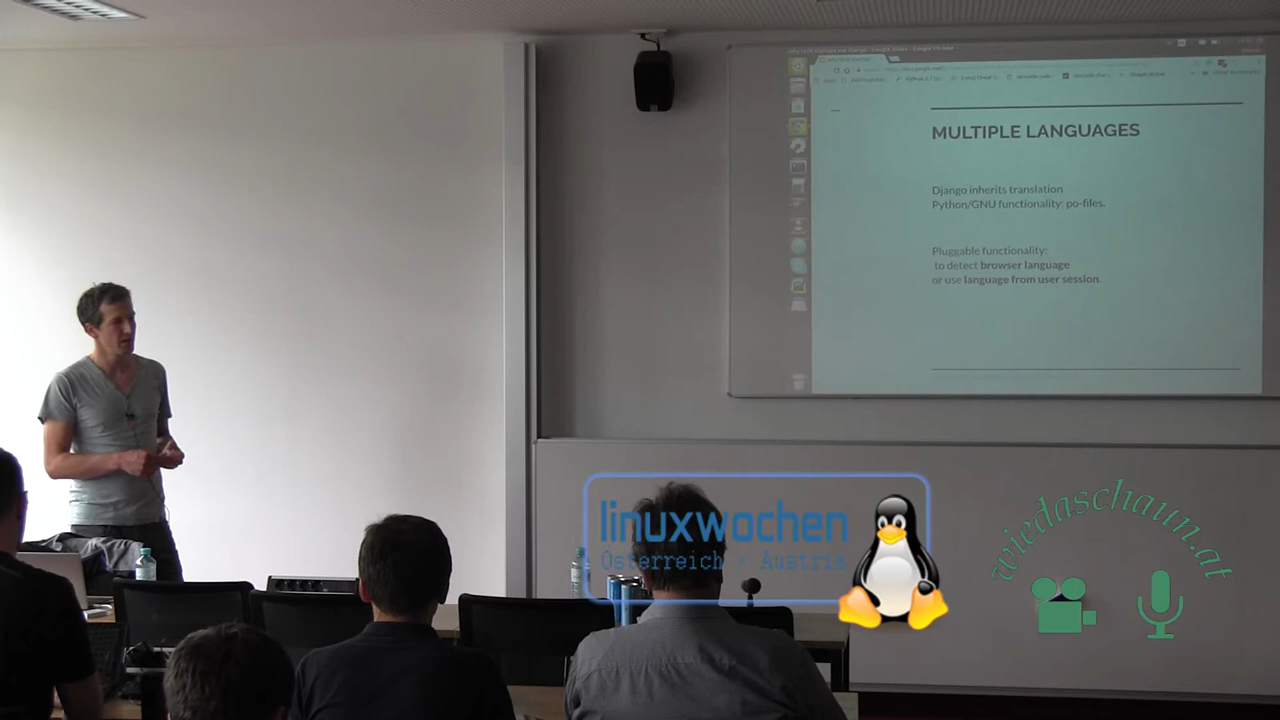 MULTIPLE LANGUAGES
Django inherits translation
Python/GNU functionality: po-files.
Pluggable functionality:
to detect browser language
or use language from user session.
linuxwochen
Österreich / Austria
wiedaschaun.at